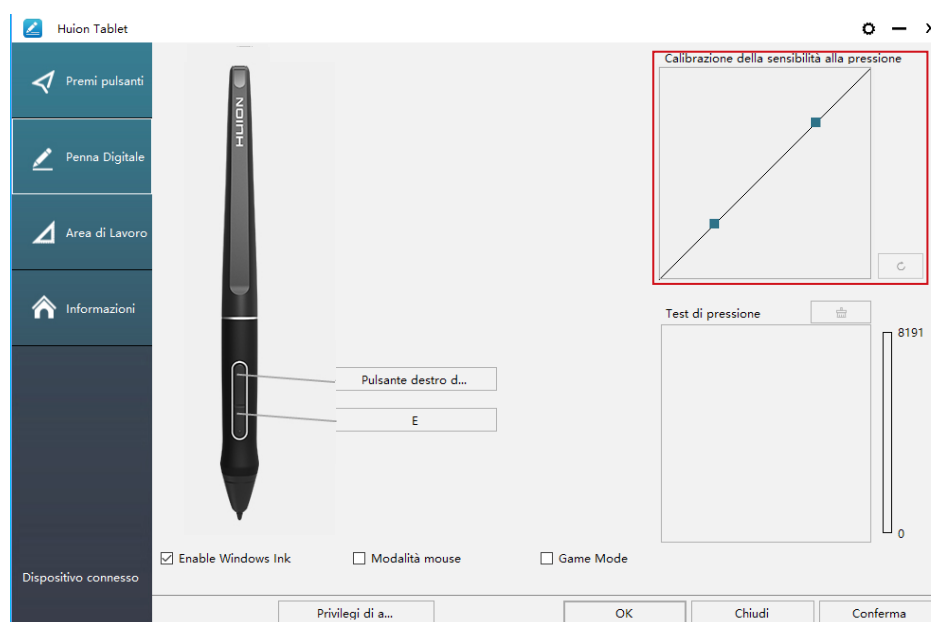 Huion Tablet
Premi pulsanti
Penna Digitale
Area di Lavoro
Informazioni
Dispositivo connesso
HUION
Pulsante destro d...
E
Calibrazione della sensibilità alla pressione
Test di pressione
8191
0
Enable Windows Ink
Modalità mouse
Game Mode
Privilegi di a...
OK
Chiudi
Conferma